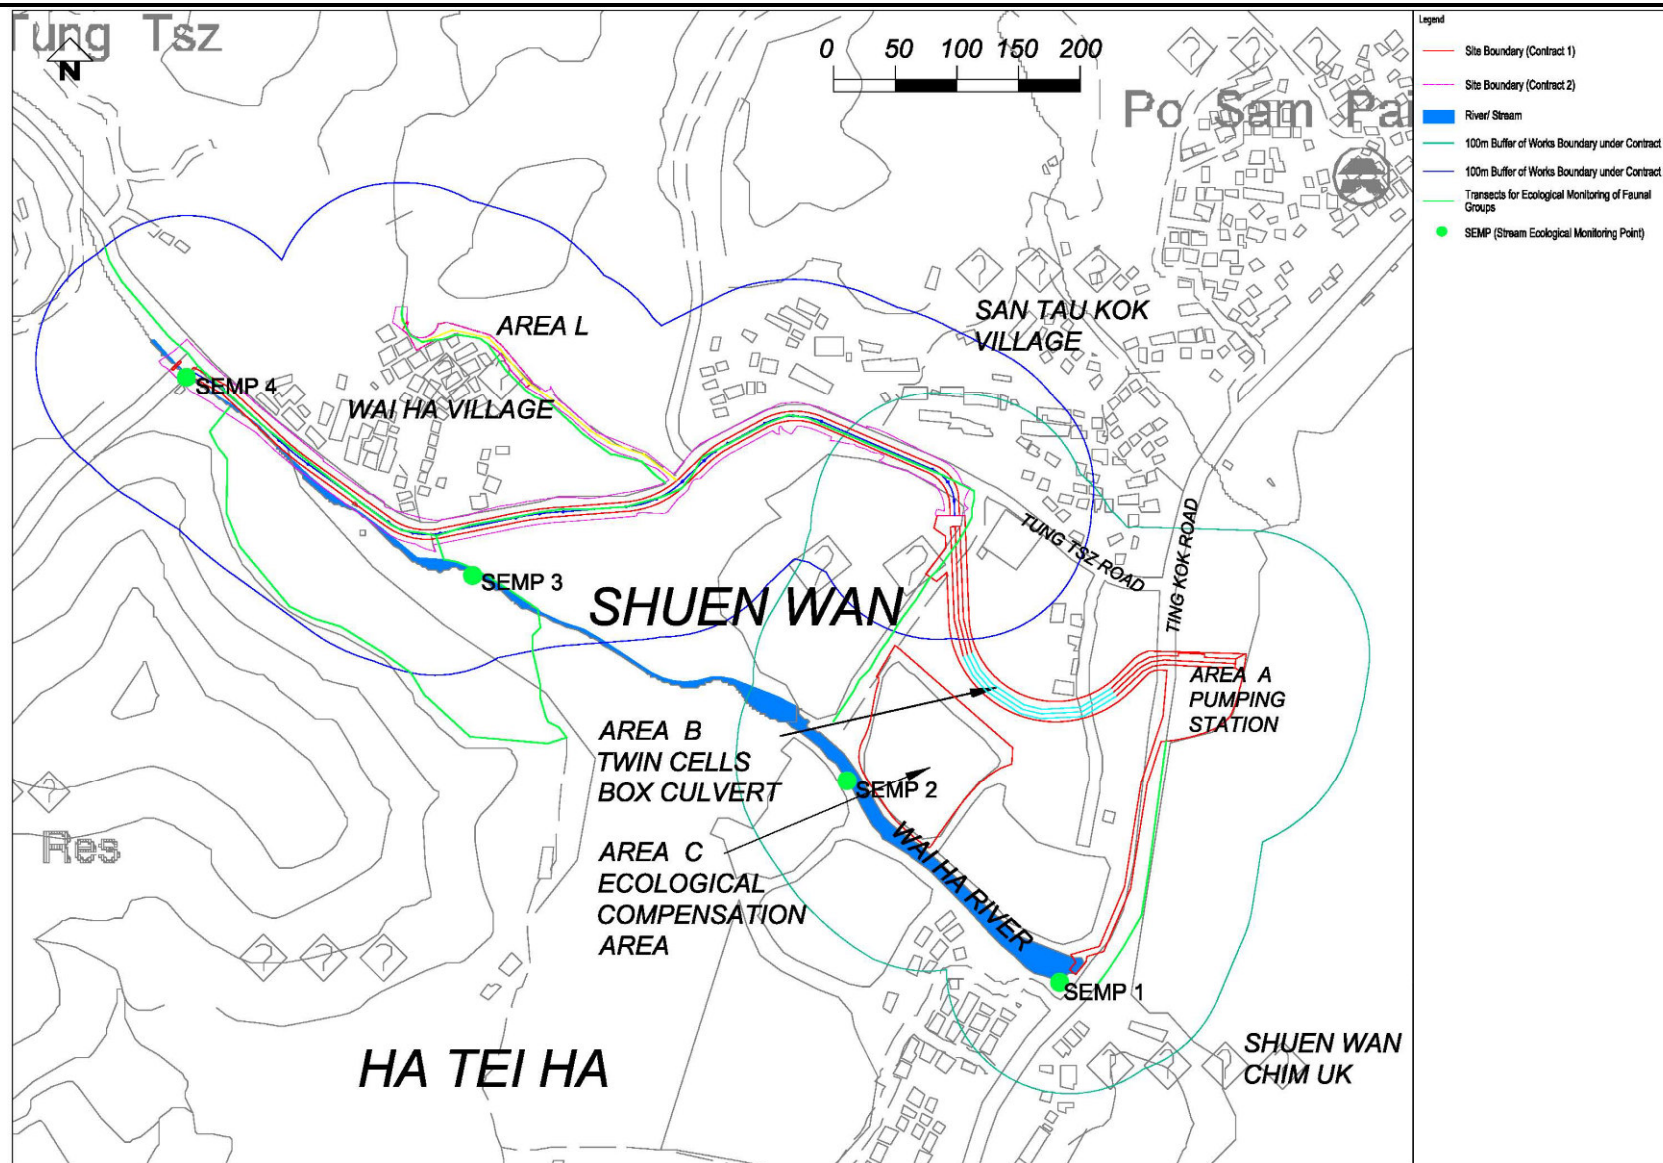 Tung Tsz
N
0 50 100 150 200
Po Sam Pai
AREA L
SAN TAU KOK
VILLAGE
SEMP 4
WAI HA VILLAGE
TUNG TSZ ROAD
TING KOK ROAD
SEMP 3
SHUEN WAN
AREA A
PUMPING
STATION
AREA B
TWIN CELLS
BOX CULVERT
SEMP 2
WAI HA RIVER
Res
AREA C
ECOLOGICAL
COMPENSATION
AREA
SEMP 1
HA TEI HA
SHUEN WAN
CHIM UK
Legend
Site Boundary (Contract 1)
Site Boundary (Contract 2)
River/ Stream
100m Buffer of Works Boundary under Contract
100m Buffer of Works Boundary under Contract
Transects for Ecological Monitoring of Faunal
Groups
SEMP (Stream Ecological Monitoring Point)